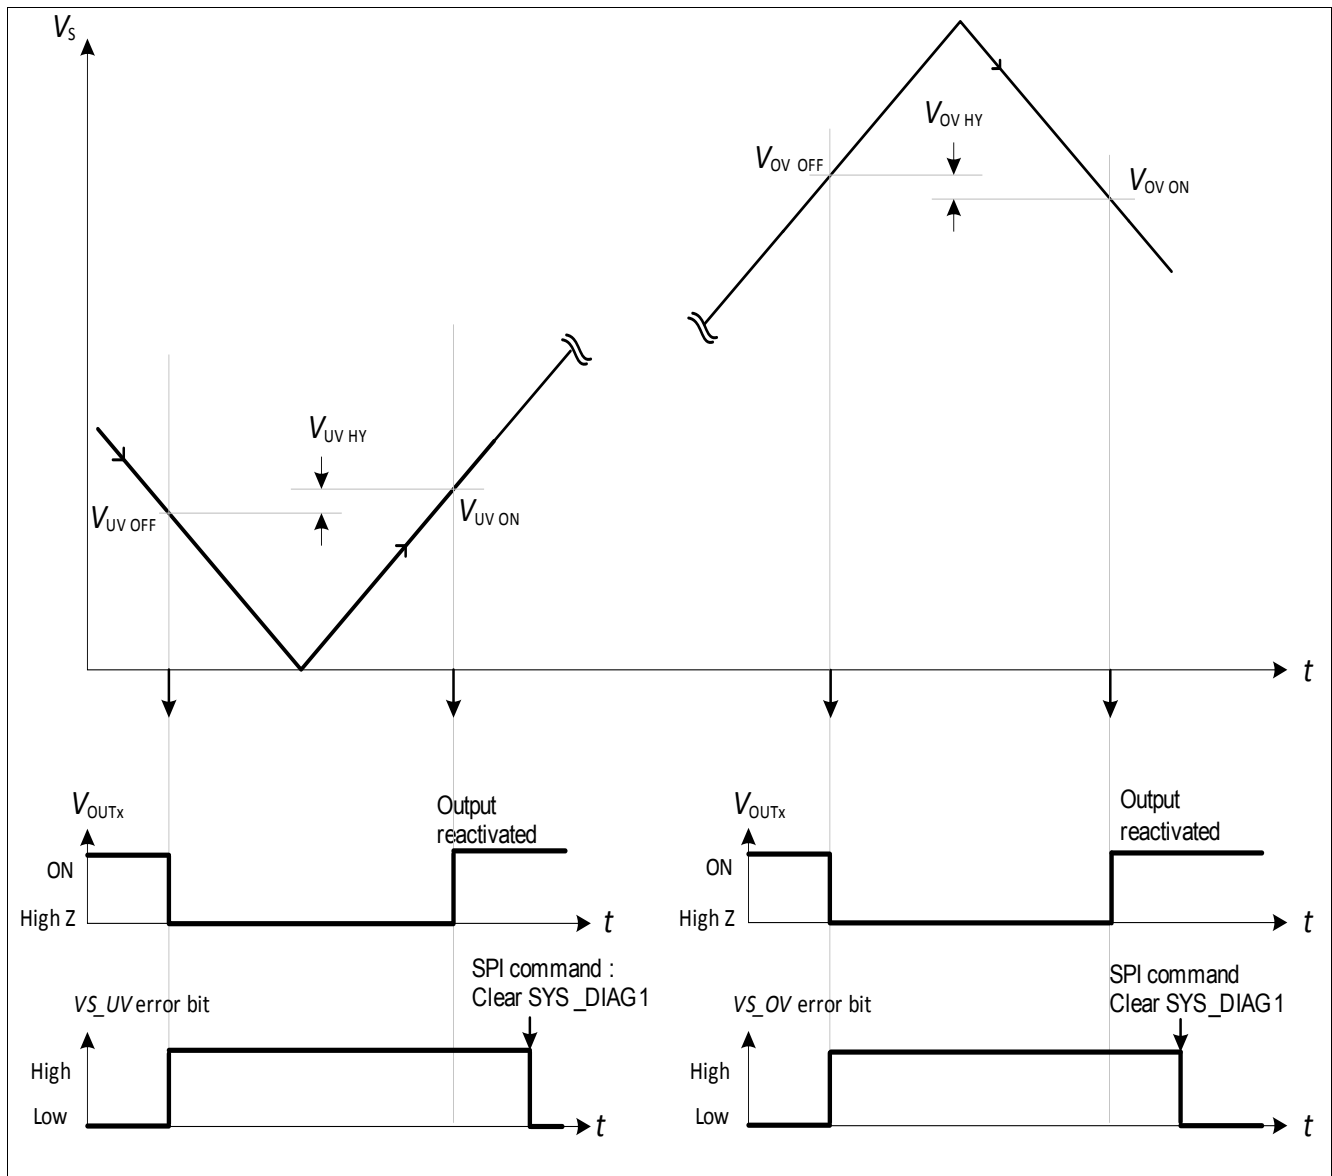 VS
VOV HY
VOV OFF
VOV ON
VUV HY
VUV OFF
VUV ON
t
VOUTx
Output
reactivated
ON
High Z
t
SPI command :
Clear SYS_DIAG1
VS_UV error bit
High
Low
t
VOUTx
Output
reactivated
ON
High Z
t
SPI command
Clear SYS_DIAG1
VS_OV error bit
High
Low
t